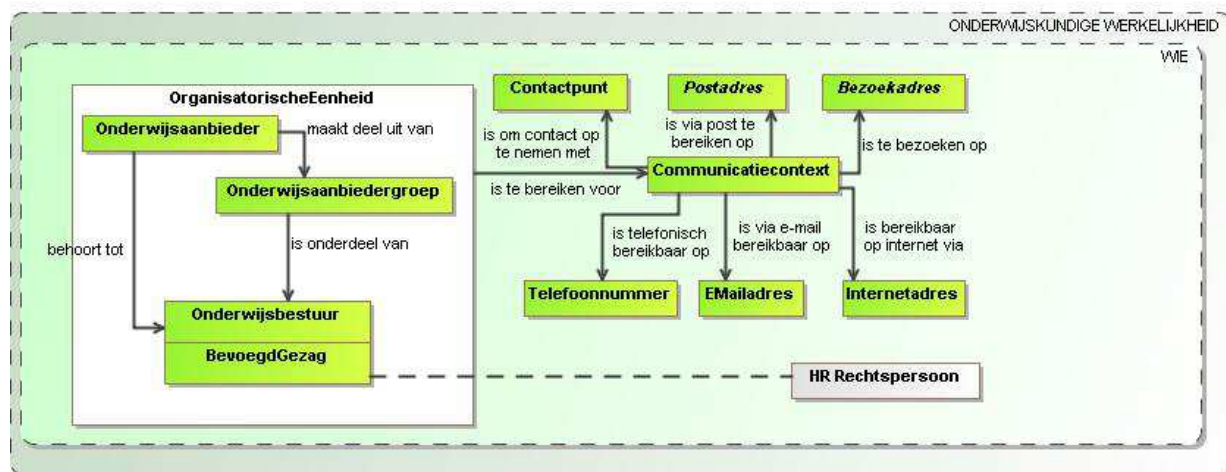 ONDERWIJSKUNDIGE WERKELIJKHEID
WIE
OrganisatorischeEenheid
Onderwijsaanbieder
maakt deel uit van
Onderwijsaanbiedergroep
behoort tot
is onderdeel van
Onderwijsbestuur
BevoegdGezag
HR Rechtspersoon
is te bereiken voor
Contactpunt
Postadres
Bezoekadres
is om contact op
te nemen met
is via post te
bereiken op
is te bezoeken op
Communicatiecontext
is telefonisch
bereikbaar op
is via e-mail
bereikbaar op
is bereikbaar
op internet via
Telefoonnummer
EMailadres
Internetadres